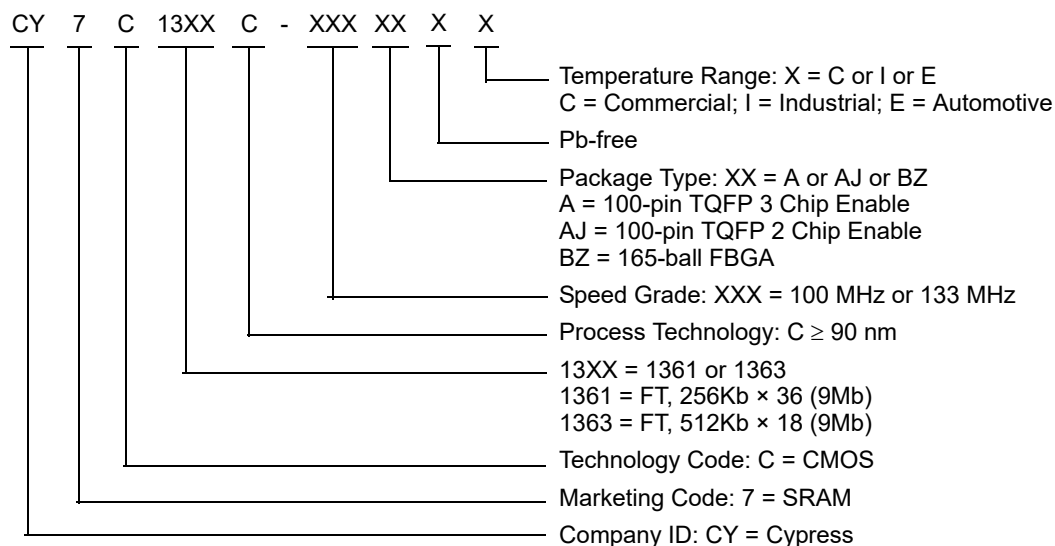 CY 7 C 13XX C - XXX XX X X
Temperature Range: X = C or I or E
C = Commercial; I = Industrial; E = Automotive
Pb-free
Package Type: XX = A or AJ or BZ
A = 100-pin TQFP 3 Chip Enable
AJ = 100-pin TQFP 2 Chip Enable
BZ = 165-ball FBGA
Speed Grade: XXX = 100 MHz or 133 MHz
Process Technology: C ≥ 90 nm
13XX = 1361 or 1363
1361 = FT, 256Kb × 36 (9Mb)
1363 = FT, 512Kb × 18 (9Mb)
Technology Code: C = CMOS
Marketing Code: 7 = SRAM
Company ID: CY = Cypress